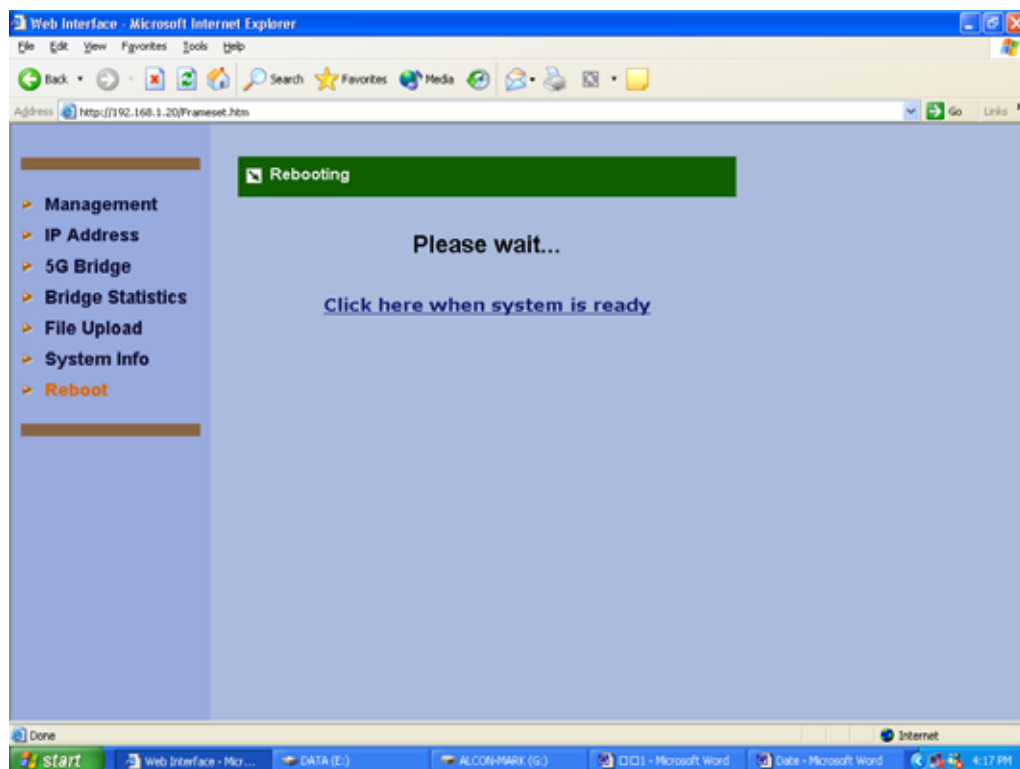 Web Interface - Microsoft Internet Explorer
File Edit View Favorites Tools Help
Back Search Favorites Media
Address http://192.168.1.20/Frameset.htm Go Links
Rebooting
Management
IP Address
5G Bridge
Bridge Statistics
File Upload
System Info
Reboot
Please wait...
Click here when system is ready
Done Internet
start Web Interface - Micr... DATA (E:) ALCON-MARK (G:) □□1 - Microsoft Word Date - Microsoft Word 4:17 PM